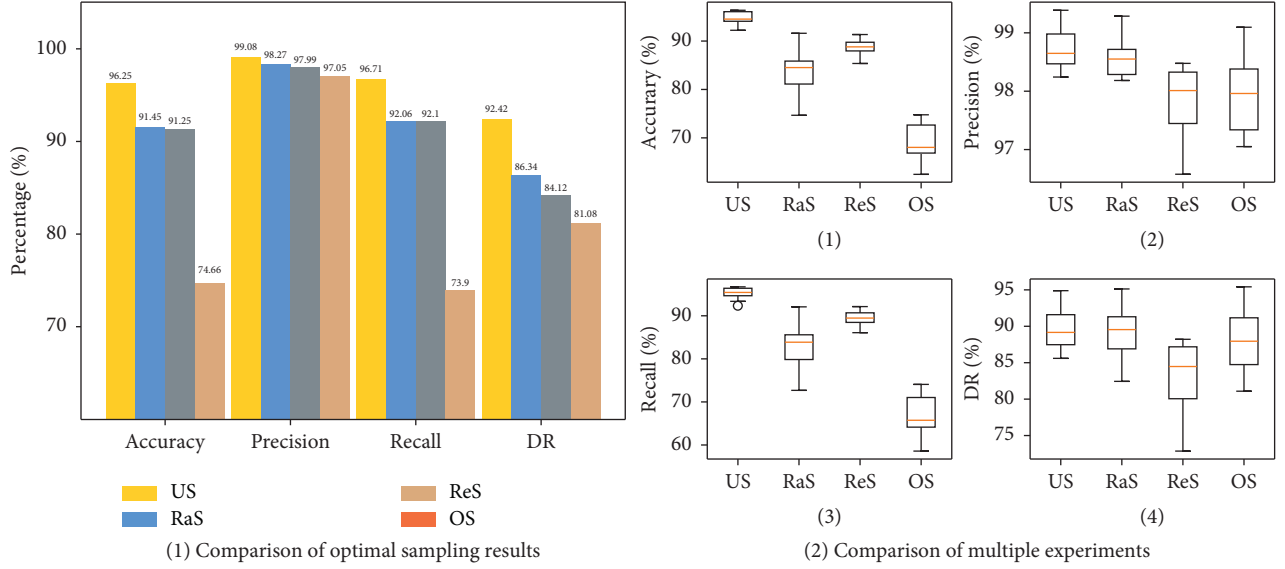 Percentage (%)
100
90
80
70
96.25
91.45
91.25
74.66
99.08
98.27
97.99
97.05
96.71
92.06
92.1
73.9
92.42
86.34
84.12
81.08
Accuracy Precision Recall DR
US
RaS
ReS
OS
(1) Comparison of optimal sampling results
Accurary (%)
90
80
70
US RaS ReS OS
(1)
Precision (%)
99
98
97
US RaS ReS OS
(2)
Recall (%)
90
80
70
60
US RaS ReS OS
(3)
DR (%)
95
90
85
80
75
US RaS ReS OS
(4)
(2) Comparison of multiple experiments